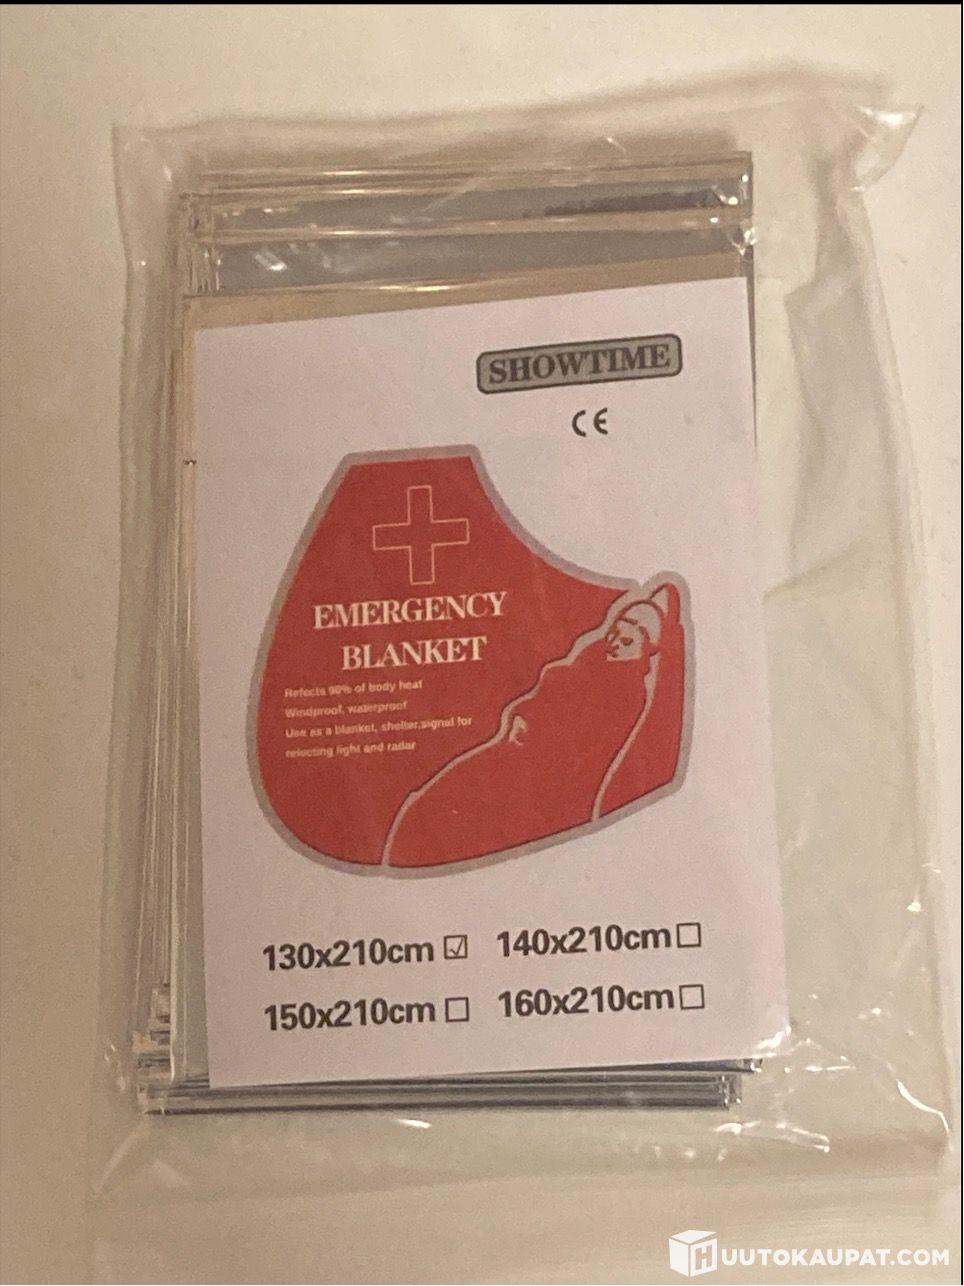 SHOWTIME
CE
EMERGENCY
BLANKET
Refects 90% of body heat
Windproof, waterproof
Use as a blanket, shelter,signal for
relecting light and radar
130x210cm ☑ 140x210cm ☐
150x210cm ☐ 160x210cm ☐
HUUTOKAUPAT.COM